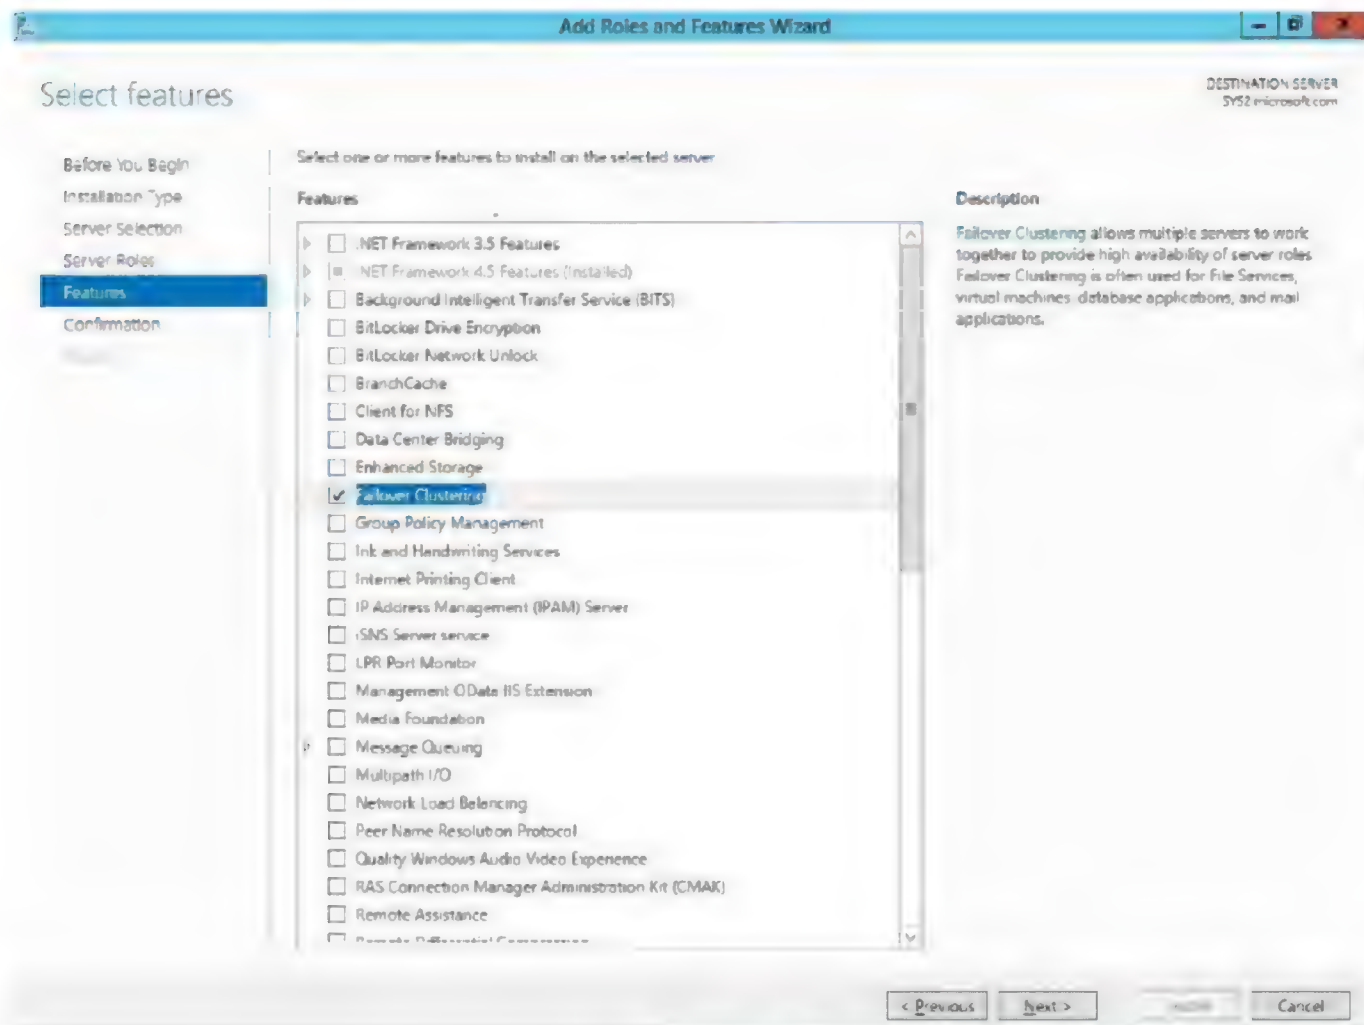 Add Roles and Features Wizard
Select features
DESTINATION SERVER
SYS2.microsoft.com
Before You Begin
Installation Type
Server Selection
Server Roles
Features
Confirmation
Select one or more features to install on the selected server
Features
.NET Framework 3.5 Features
.NET Framework 4.5 Features (Installed)
Background Intelligent Transfer Service (BITS)
BitLocker Drive Encryption
BitLocker Network Unlock
BranchCache
Client for NFS
Data Center Bridging
Enhanced Storage
Failover Clustering
Group Policy Management
Ink and Handwriting Services
Internet Printing Client
IP Address Management (IPAM) Server
iSNS Server service
LPR Port Monitor
Management OData IIS Extension
Media Foundation
Message Queuing
Multipath I/O
Network Load Balancing
Peer Name Resolution Protocol
Quality Windows Audio Video Experience
RAS Connection Manager Administration Kit (CMAK)
Remote Assistance
Remote Differential Compression
Description
Failover Clustering allows multiple servers to work
together to provide high availability of server roles
Failover Clustering is often used for File Services,
virtual machines, database applications, and mail
applications.
< Previous
Next >
Cancel